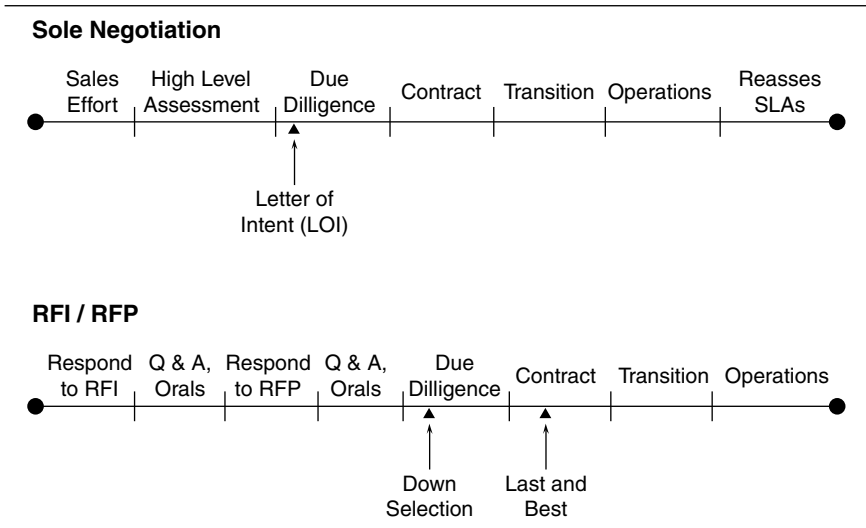 Sole Negotiation
Sales
Effort
High Level
Assessment
Due
Dilligence
Contract
Transition
Operations
Reasses
SLAs
Letter of
Intent (LOI)
RFI / RFP
Respond
to RFI
Q & A,
Orals
Respond
to RFP
Q & A,
Orals
Due
Dilligence
Contract
Transition
Operations
Down
Selection
Last and
Best